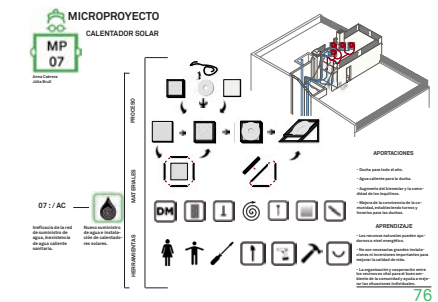 MICROPROYECTO
CALENTADOR SOLAR
MP
07
Anna Cabrera
Júlia Brull
PROCESO
MATERIALES
HERRAMIENTAS
07 : / AC
Ineficacia de la red
de suministro de
agua, inexistencia
de agua caliente
sanitaria.
Nuevo suministro
de agua e instala-
ción de calentado-
res solares.
DM
APORTACIONES
- Ducha para todo el año.
- Agua caliente para la ducha.
- Augmento del bienestar y la como-
didad de los inquilinos.
- Mejora de la convivencia de la co-
munidad, estableciendo turnos y
horarios para las duchas.
APRENDIZAJE
- Los recursos naturales pueden ayu-
darnos a nivel energético.
- No son necesarias grandes instala-
ciones ni inversiones importantes para
mejorar la calidad de vida.
- La organización y cooperación entre
los vecinos es vital para el buen am-
biente de la comunidad y ayuda a mejo-
rar las situaciones individuales.
76